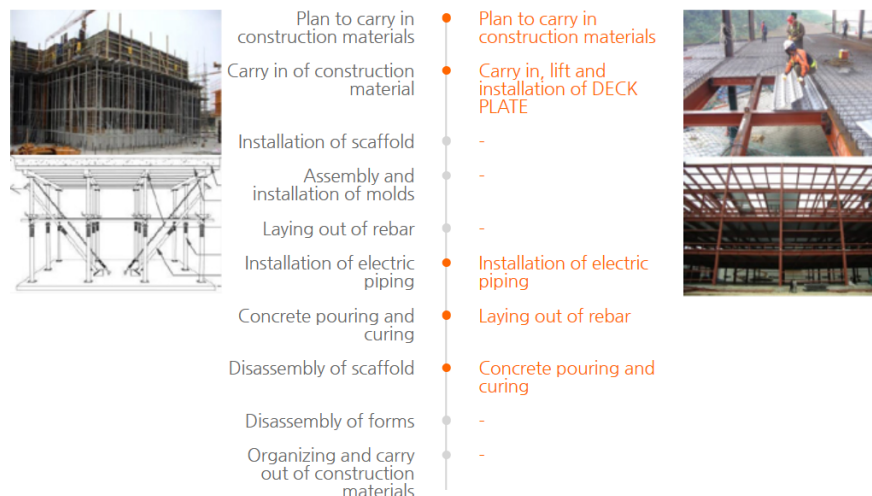 Plan to carry in
construction materials
Plan to carry in
construction materials
Carry in of construction
material
Carry in, lift and
installation of DECK
PLATE
Installation of scaffold
-
Assembly and
installation of molds
-
Laying out of rebar
-
Installation of electric
piping
Installation of electric
piping
Concrete pouring and
curing
Laying out of rebar
Disassembly of scaffold
Concrete pouring and
curing
Disassembly of forms
-
Organizing and carry
out of construction
materials
-